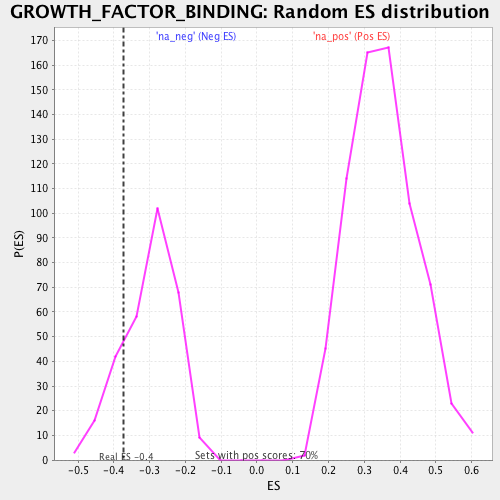 GROWTH_FACTOR_BINDING: Random ES distribution
'na_neg' (Neg ES)
'na_pos' (Pos ES)
170
160
150
140
130
120
110
100
90
80
70
60
50
40
30
20
10
0
P(ES)
Real ES -0.4
Sets with pos scores: 70%
-0.5 -0.4 -0.3 -0.2 -0.1 0.0 0.1 0.2 0.3 0.4 0.5 0.6
ES